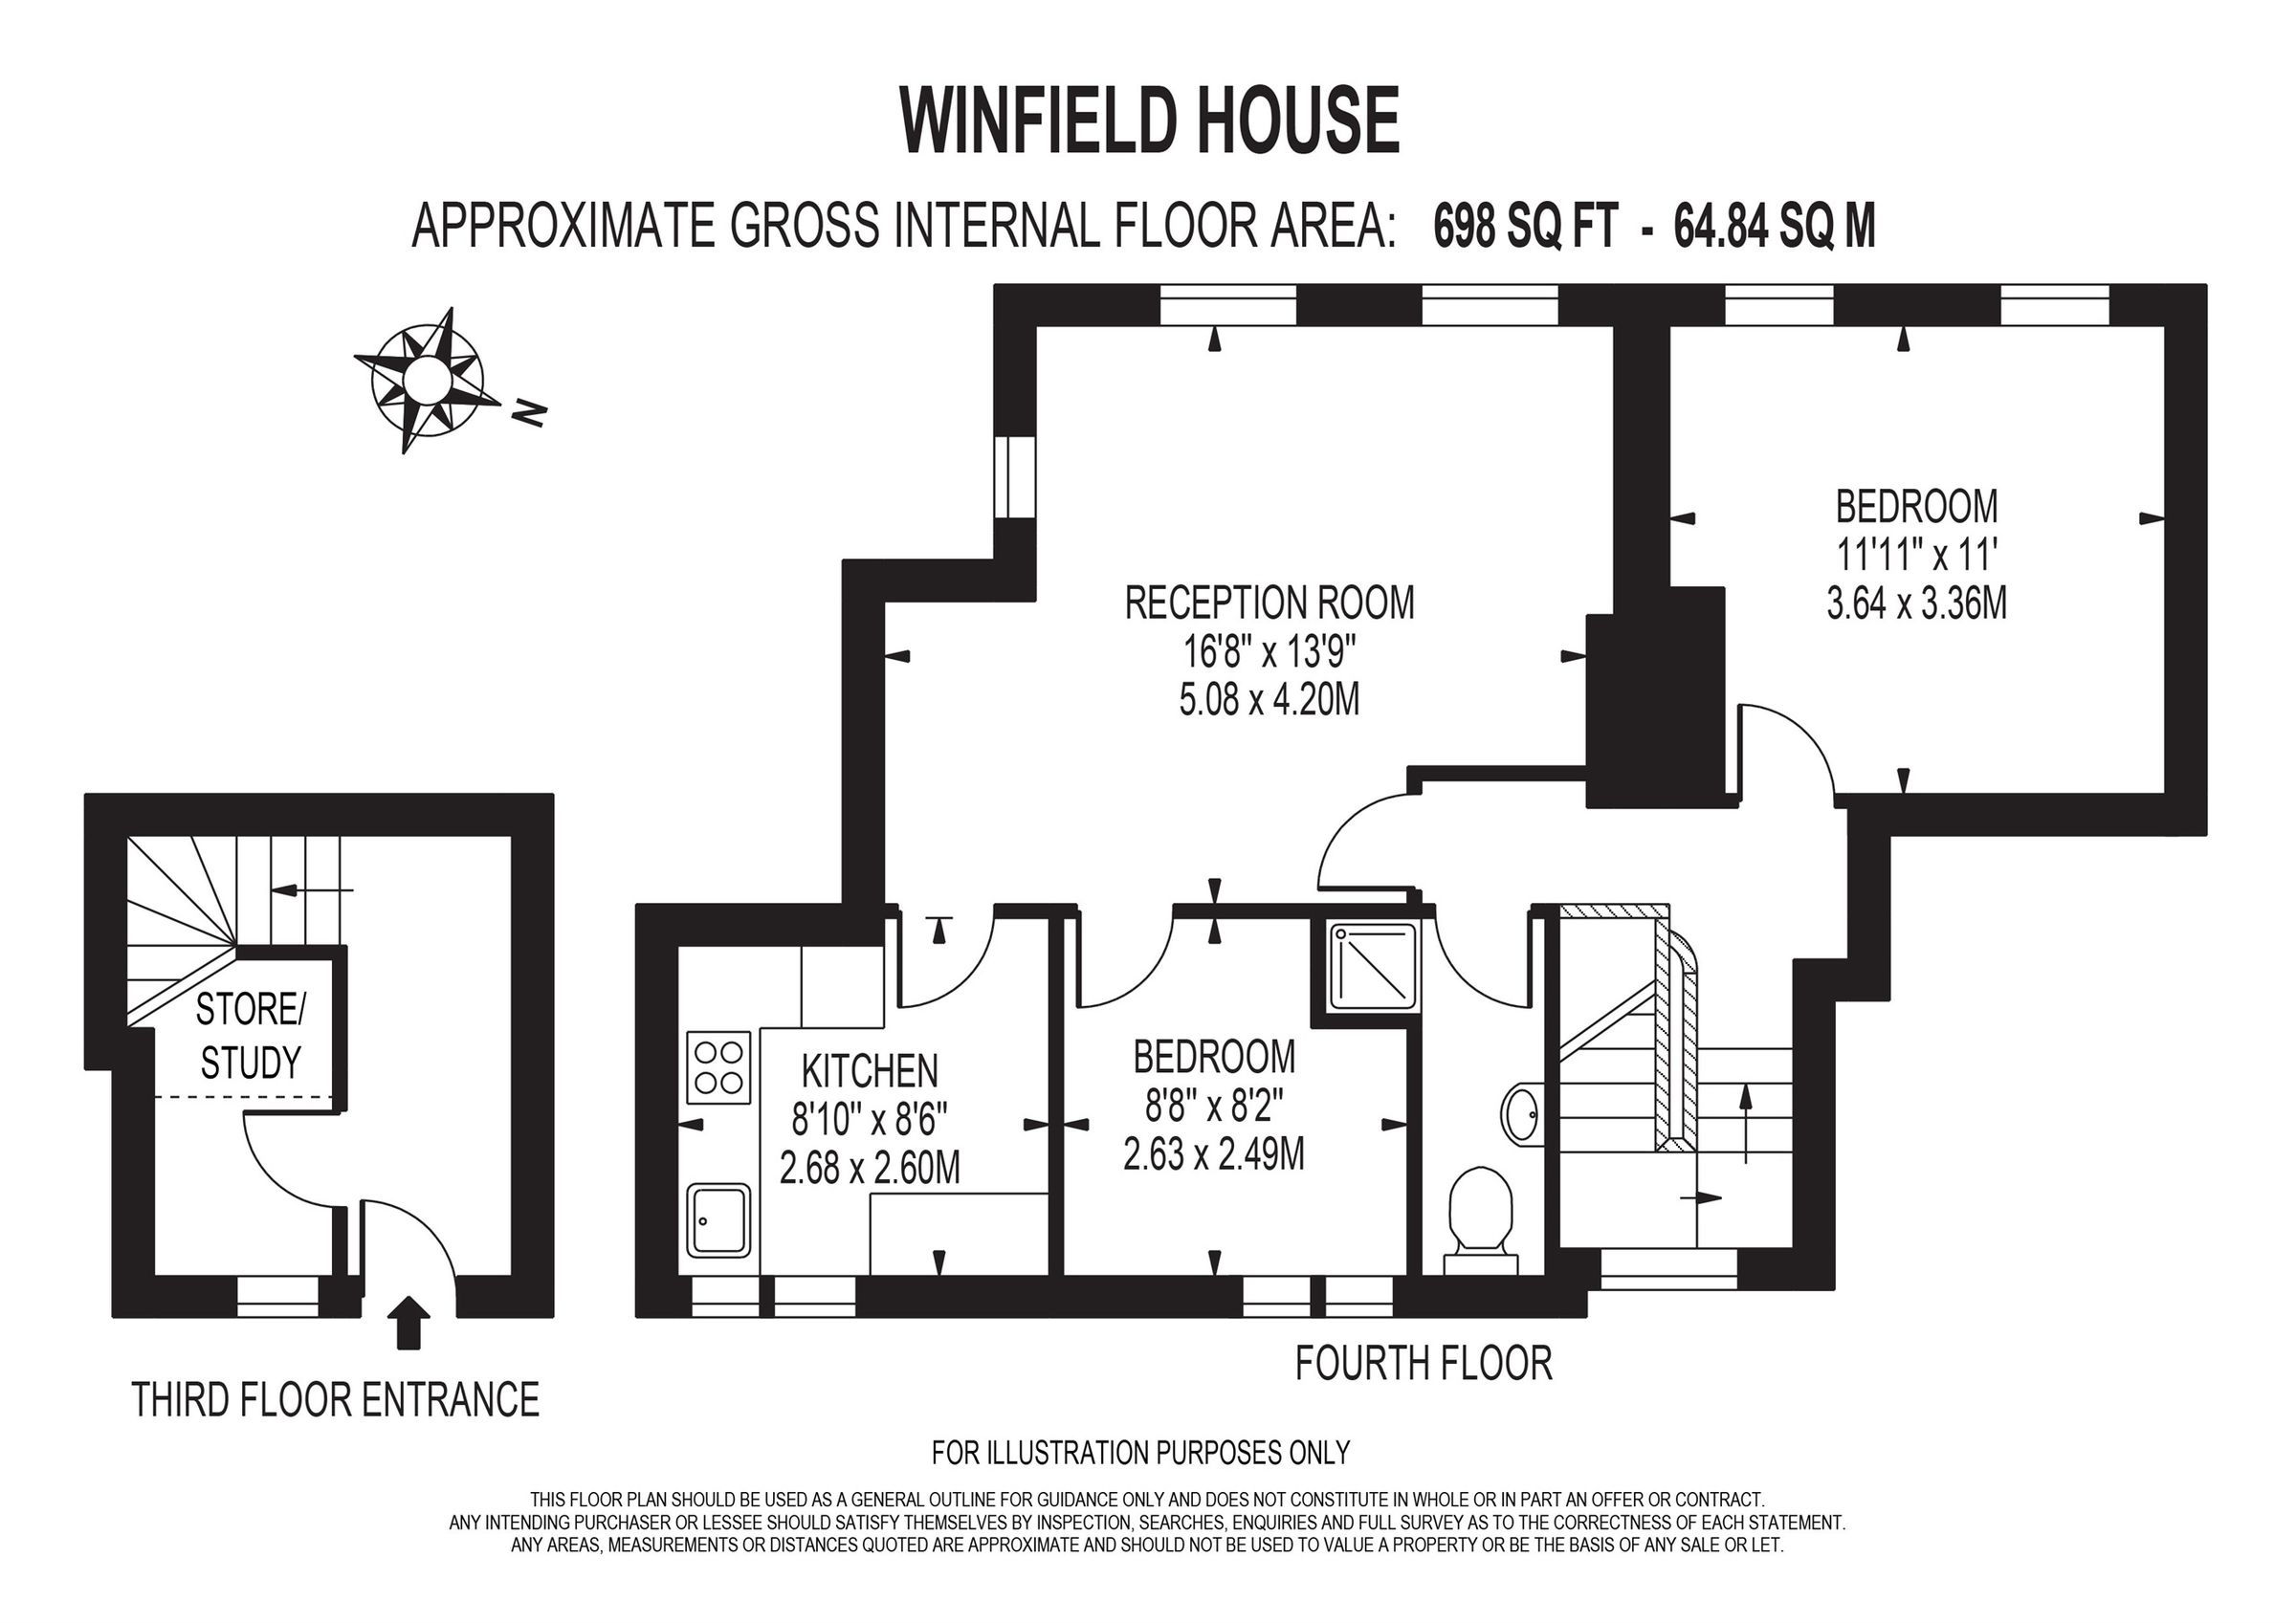 WINFIELD HOUSE
APPROXIMATE GROSS INTERNAL FLOOR AREA: 698 SQ FT - 64.84 SQ M
N
BEDROOM
11'11" x 11'
3.64 x 3.36M
RECEPTION ROOM
16'8" x 13'9"
5.08 x 4.20M
STORE/
STUDY
KITCHEN
8'10" x 8'6"
2.68 x 2.60M
BEDROOM
8'8" x 8'2"
2.63 x 2.49M
FOURTH FLOOR
THIRD FLOOR ENTRANCE
FOR ILLUSTRATION PURPOSES ONLY
THIS FLOOR PLAN SHOULD BE USED AS A GENERAL OUTLINE FOR GUIDANCE ONLY AND DOES NOT CONSTITUTE IN WHOLE OR IN PART AN OFFER OR CONTRACT.
ANY INTENDING PURCHASER OR LESSEE SHOULD SATISFY THEMSELVES BY INSPECTION, SEARCHES, ENQUIRIES AND FULL SURVEY AS TO THE CORRECTNESS OF EACH STATEMENT.
ANY AREAS, MEASUREMENTS OR DISTANCES QUOTED ARE APPROXIMATE AND SHOULD NOT BE USED TO VALUE A PROPERTY OR BE THE BASIS OF ANY SALE OR LET.